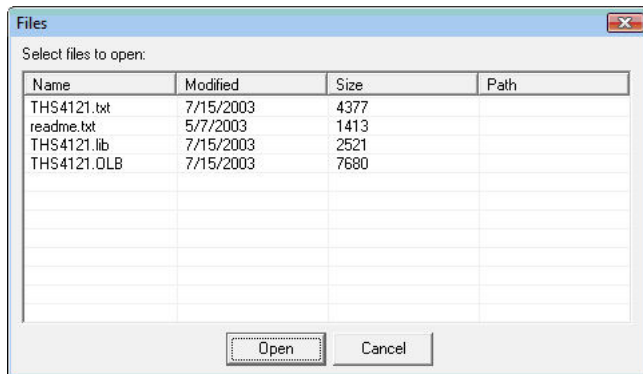 Files
Select files to open:
Name Modified Size Path
THS4121.txt 7/15/2003 4377
readme.txt 5/7/2003 1413
THS4121.lib 7/15/2003 2521
THS4121.OLB 7/15/2003 7680
Open Cancel